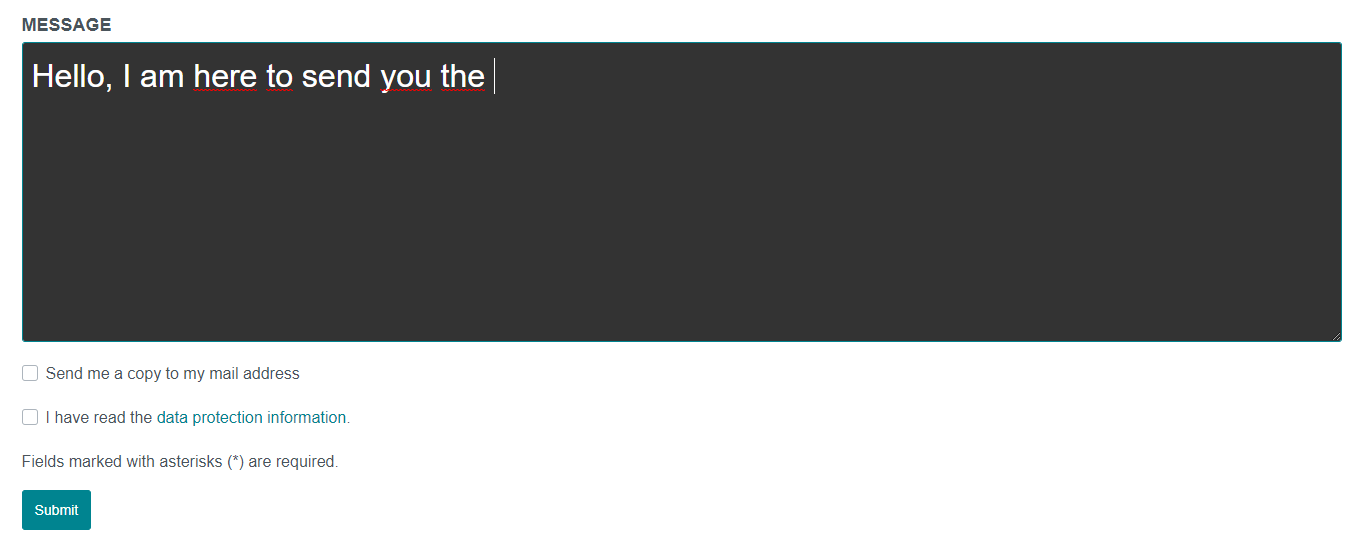 MESSAGE
Hello, I am here to send you the
Send me a copy to my mail address
I have read the data protection information.
Fields marked with asterisks (*) are required.
Submit